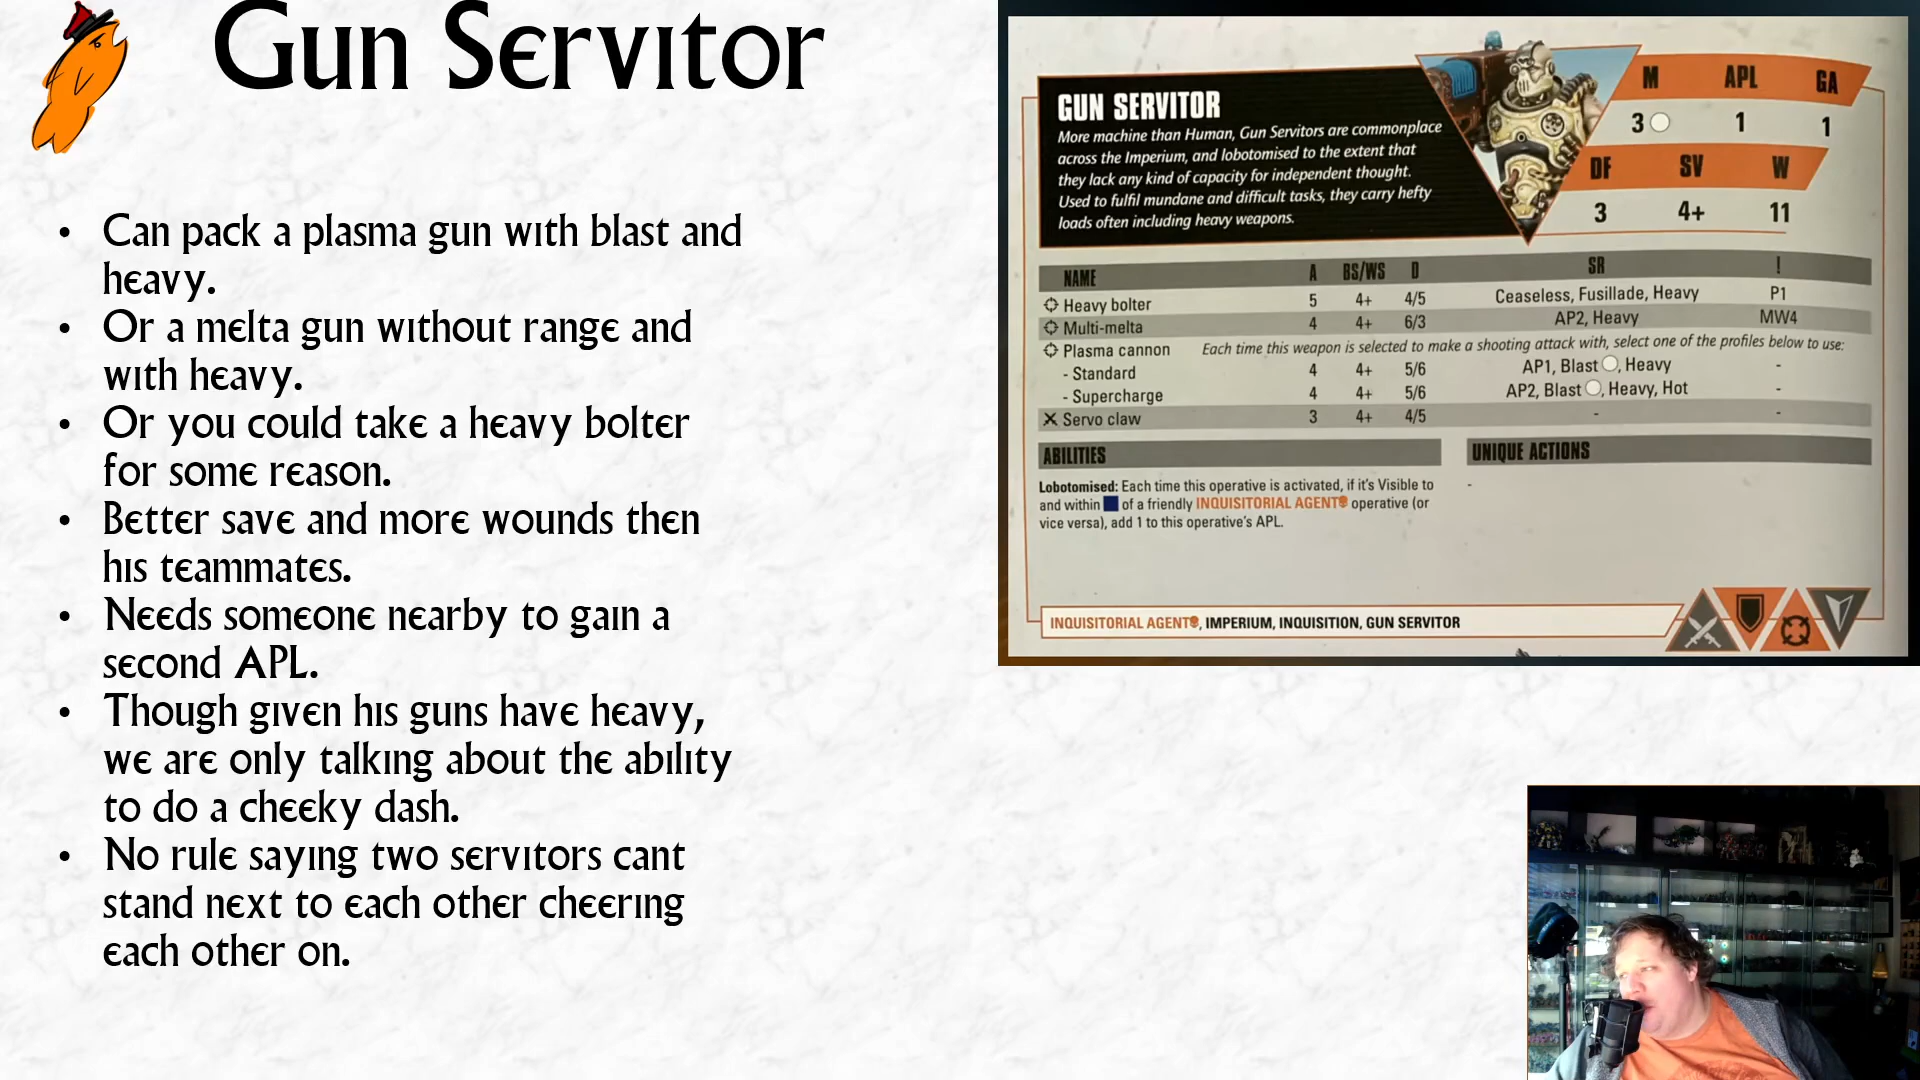 Gun Servitor
• Can pack a plasma gun with blast and
heavy.
• Or a melta gun without range and
with heavy.
• Or you could take a heavy bolter
for some reason.
• Better save and more wounds then
his teammates.
• Needs someone nearby to gain a
second APL.
• Though given his guns have heavy,
we are only talking about the ability
to do a cheeky dash.
• No rule saying two servitors cant
stand next to each other cheering
each other on.
GUN SERVITOR
More machine than Human, Gun Servitors are commonplace
across the Imperium, and lobotomised to the extent that
they lack any kind of capacity for independent thought.
Used to fulfil mundane and difficult tasks, they carry hefty
loads often including heavy weapons.
M APL GA
3 1 1
DF SV W
3 4+ 11
NAME A BS/WS D SR !
Heavy bolter 5 4+ 4/5 Ceaseless, Fusillade, Heavy P1
Multi-melta 4 4+ 6/3 AP2, Heavy MW4
Plasma cannon Each time this weapon is selected to make a shooting attack with, select one of the profiles below to use:
- Standard 4 4+ 5/6 AP1, Blast , Heavy -
- Supercharge 4 4+ 5/6 AP2, Blast , Heavy, Hot -
Servo claw 3 4+ 4/5 - -
ABILITIES
Lobotomised: Each time this operative is activated, if it's Visible to
and within of a friendly INQUISITORIAL AGENT operative (or
vice versa), add 1 to this operative's APL.
UNIQUE ACTIONS
-
INQUISITORIAL AGENT, IMPERIUM, INQUISITION, GUN SERVITOR